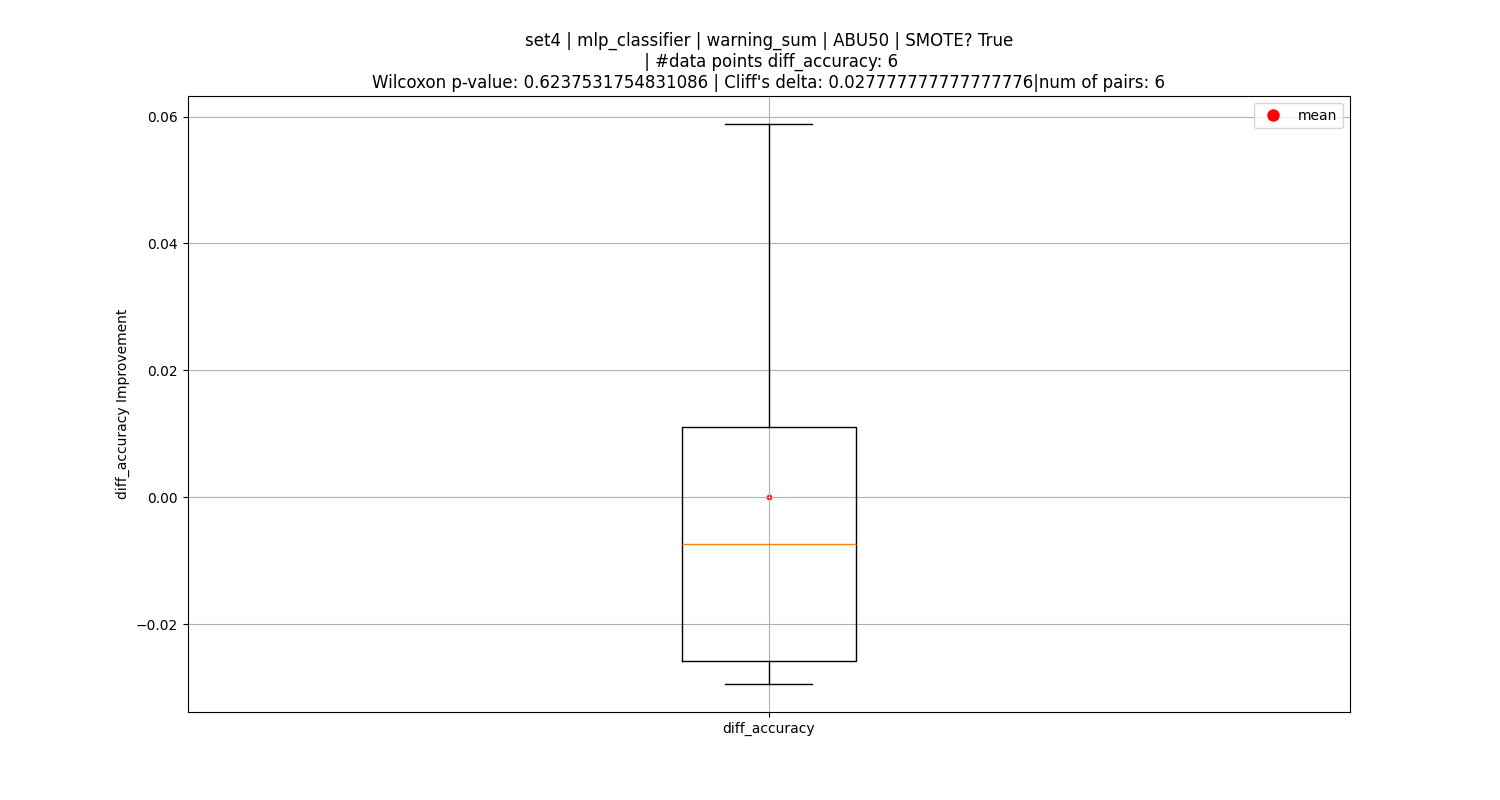 set4 | mlp_classifier | warning_sum | ABU50 | SMOTE? True
| #data points diff_accuracy: 6
Wilcoxon p-value: 0.6237531754831086 | Cliff's delta: 0.027777777777777776|num of pairs: 6
mean
0.06
0.04
0.02
0.00
−0.02
diff_accuracy Improvement
diff_accuracy